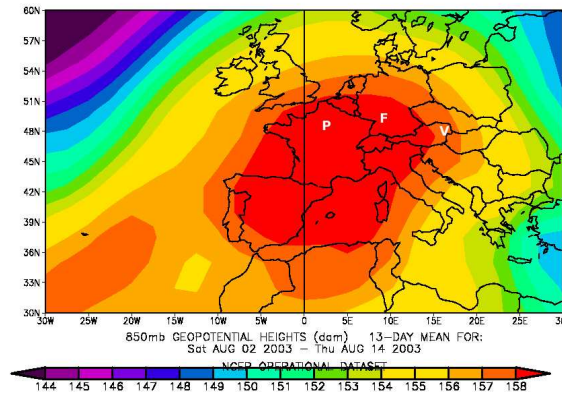 60N
57N
54N
51N
48N
45N
42N
39N
36N
33N
30N
P F V
30W 25W 20W 15W 10W 5W 0 5E 10E 15E 20E 25E 30E
850mb GEOPOTENTIAL HEIGHTS (dam) 13-DAY MEAN FOR:
Sat AUG 02 2003 - Thu AUG 14 2003
NCEP OPERATIONAL DATASET
144 145 146 147 148 149 150 151 152 153 154 155 156 157 158